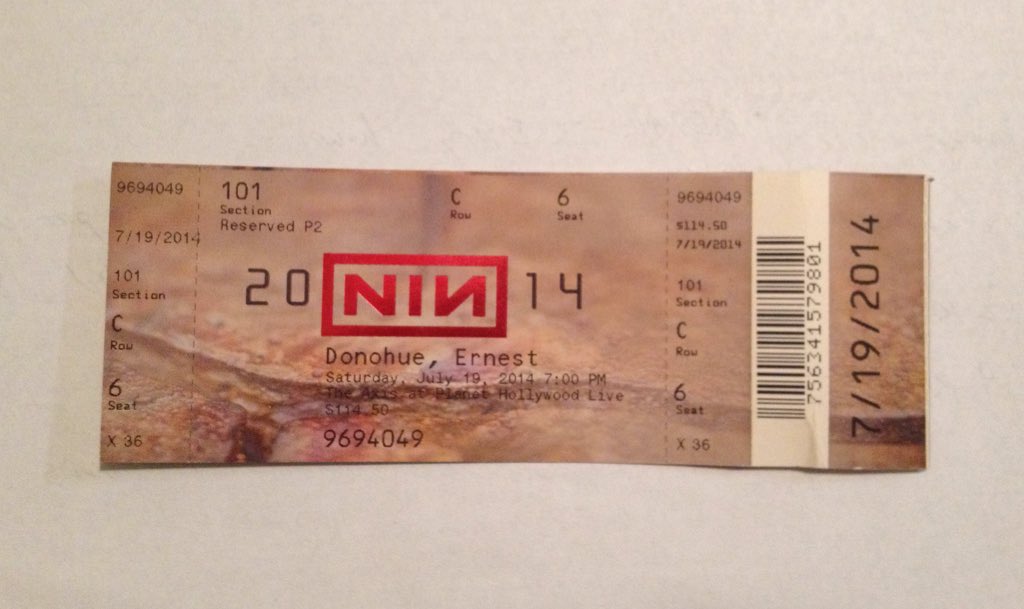 9694049
7/19/2014
101
Section
C
Row
6
Seat
X 36
101
Section
Reserved P2
C
Row
6
Seat
20 NIN 14
Donohue, Ernest
Saturday, July 19, 2014 7:00 PM
The Axis at Planet Hollywood Live
$114.50
9694049
9694049
$114.50
7/19/2014
101
Section
C
Row
6
Seat
X 36
756341579801
7/19/2014